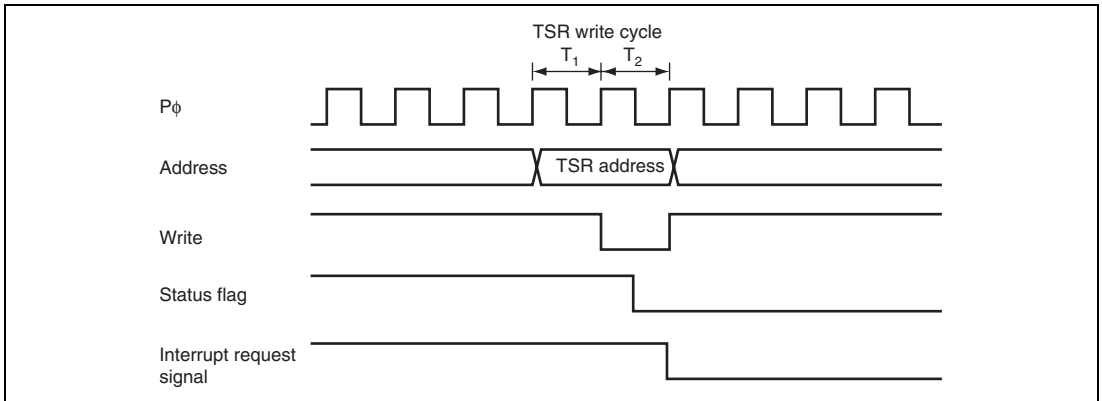 TSR write cycle
T1 T2
Pϕ
Address
TSR address
Write
Status flag
Interrupt request
signal